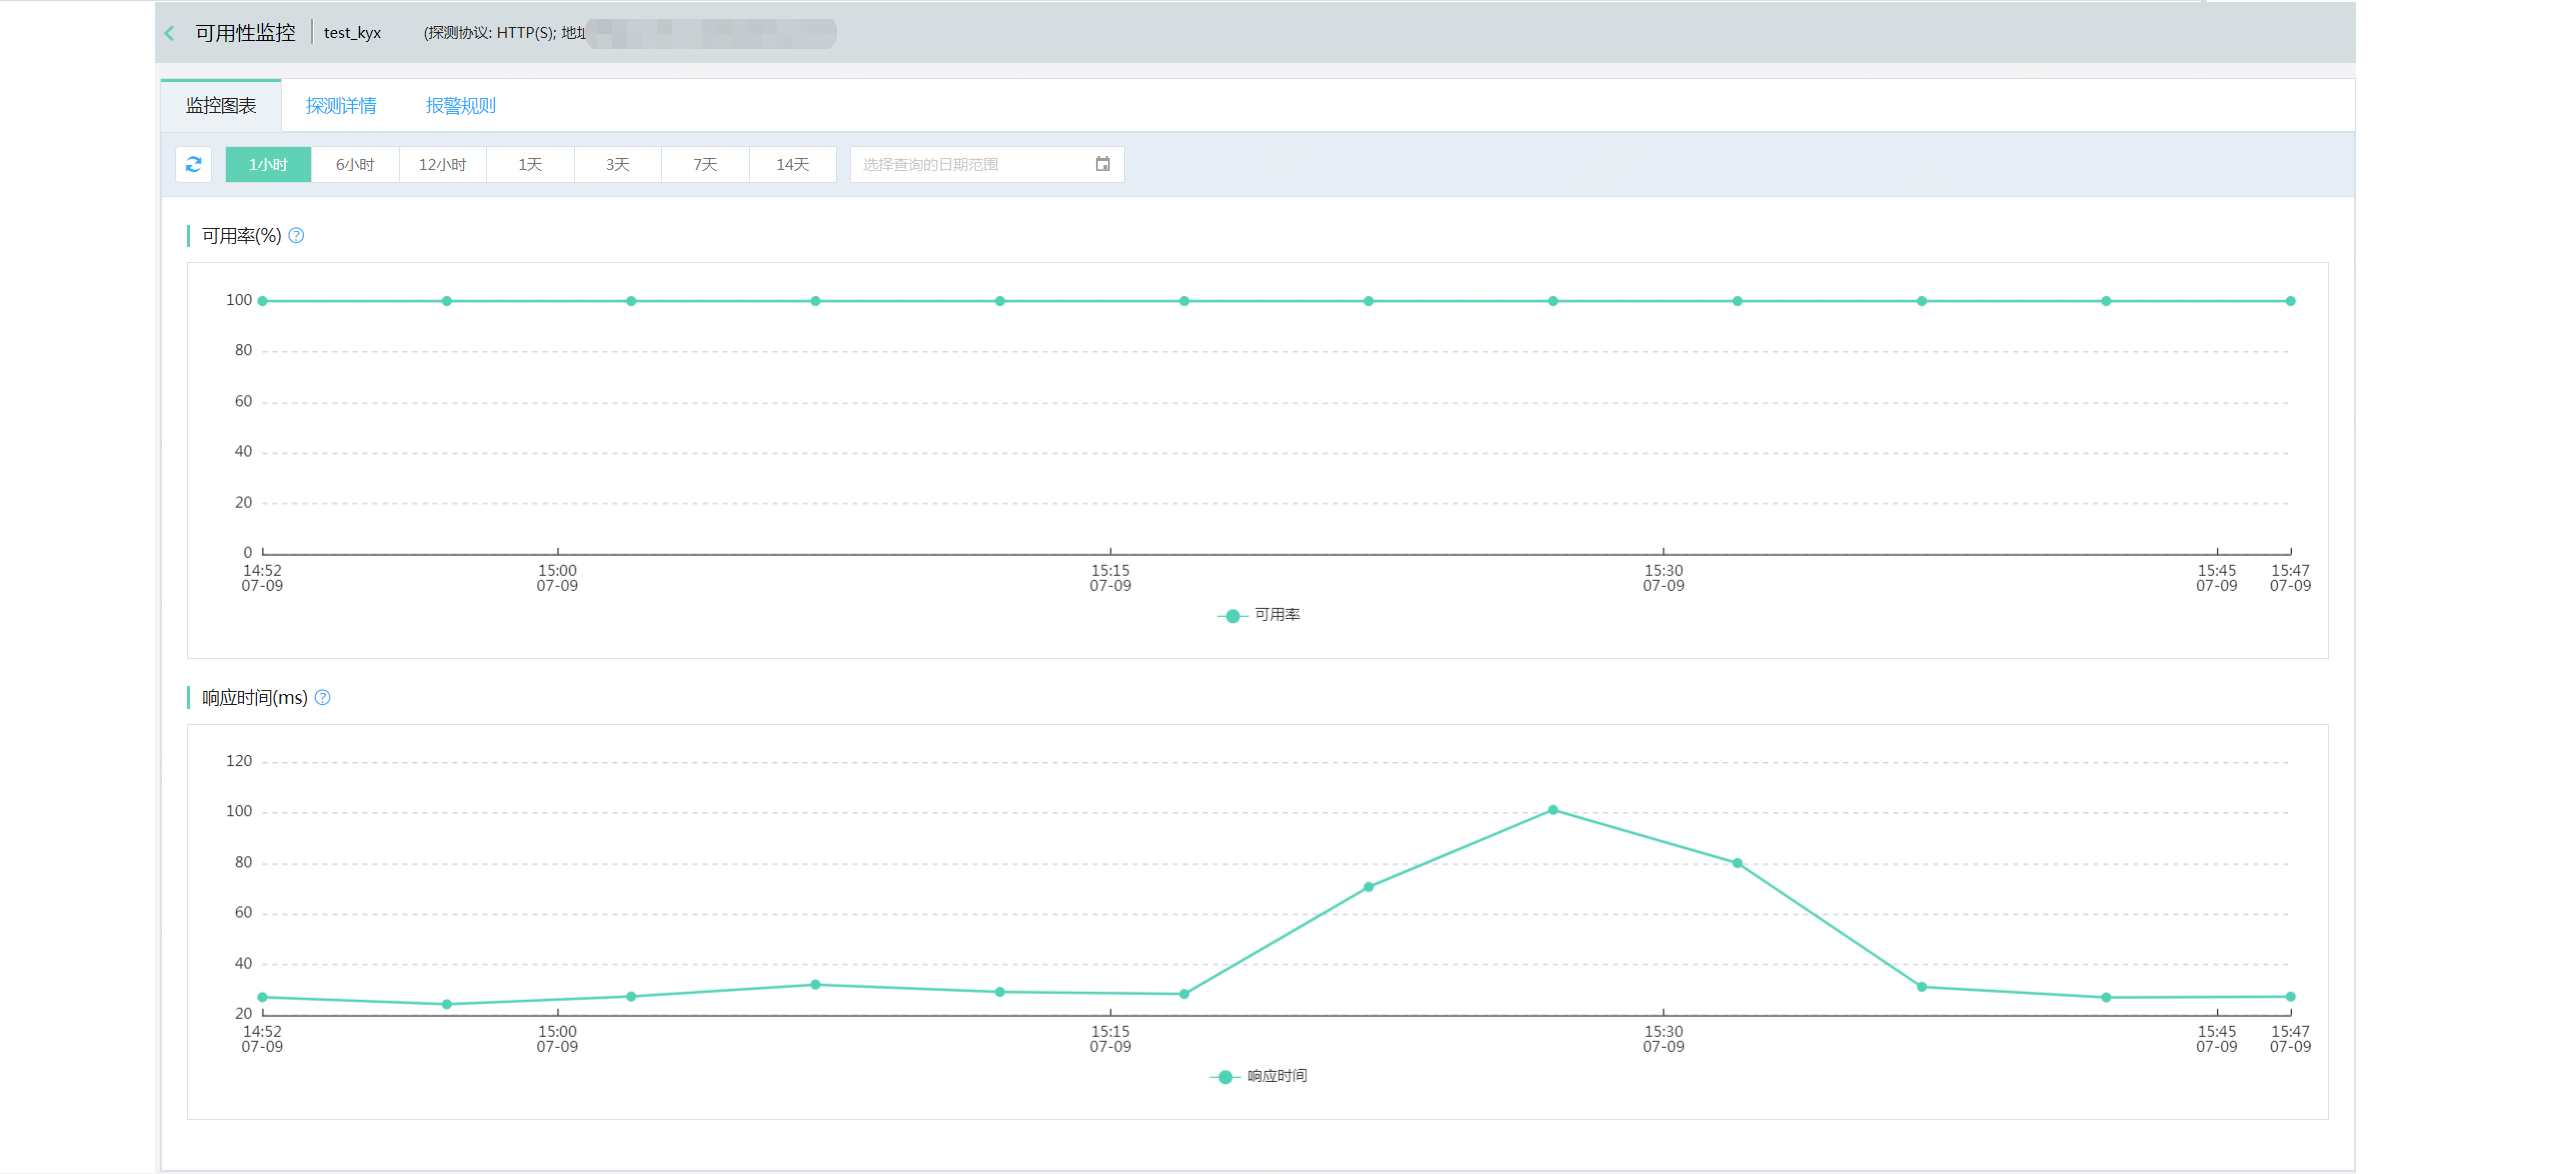 可用性监控 test_kyx (探测协议: HTTP(S); 地址
监控图表 探测详情 报警规则
1小时 6小时 12小时 1天 3天 7天 14天 选择查询的日期范围
可用率(%) ?
100
80
60
40
20
0
14:52 15:00 15:15 15:30 15:45 15:47
07-09 07-09 07-09 07-09 07-09 07-09
可用率
响应时间(ms) ?
120
100
80
60
40
20
14:52 15:00 15:15 15:30 15:45 15:47
07-09 07-09 07-09 07-09 07-09 07-09
响应时间